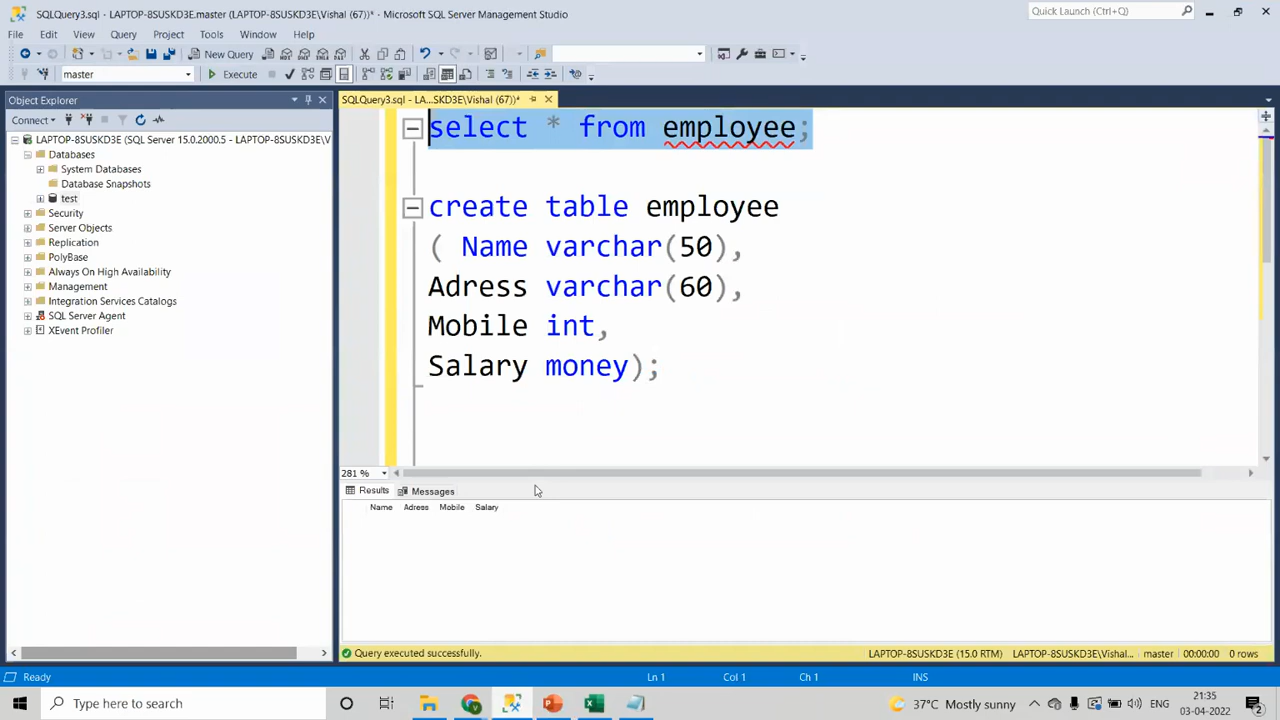 SQLQuery3.sql - LAPTOP-8SUSKD3E.master (LAPTOP-8SUSKD3E\Vishal (67))* - Microsoft SQL Server Management Studio
Quick Launch (Ctrl+Q)
File Edit View Query Project Tools Window Help
New Query
master Execute
Object Explorer
SQLQuery3.sql - LA...SKD3E\Vishal (67))*
Connect
LAPTOP-8SUSKD3E (SQL Server 15.0.2000.5 - LAPTOP-8SUSKD3E\V
Databases
System Databases
Database Snapshots
test
Security
Server Objects
Replication
PolyBase
Always On High Availability
Management
Integration Services Catalogs
SQL Server Agent
XEvent Profiler
select * from employee;
create table employee
( Name varchar(50),
Adress varchar(60),
Mobile int,
Salary money);
281 %
Results Messages
Name Adress Mobile Salary
Query executed successfully. LAPTOP-8SUSKD3E (15.0 RTM) LAPTOP-8SUSKD3E\Vishal... master 00:00:00 0 rows
Ready Ln 1 Col 1 Ch 1 INS
Type here to search
37°C Mostly sunny
ENG
21:35
03-04-2022
2